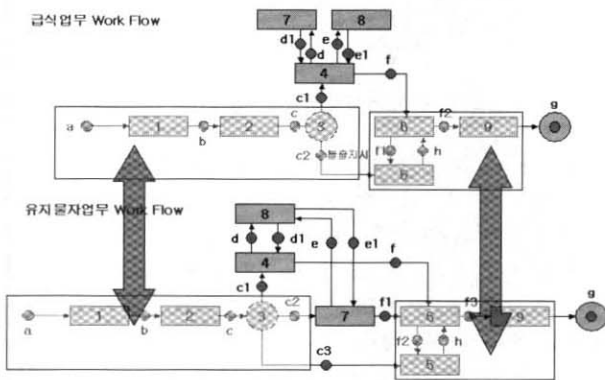 급식업무 Work Flow
7 8
d1 d e e1
4 f
c1
a 1 b 2 c 3
c2 불출지시
6 f2 9 g
f1 h
6
유지물자업무 Work Flow
8
d d1 e e1
4 f
c1
a 1 b 2 c 3 c2 7 f1 6 f3 9 g
f2 h
c3 6